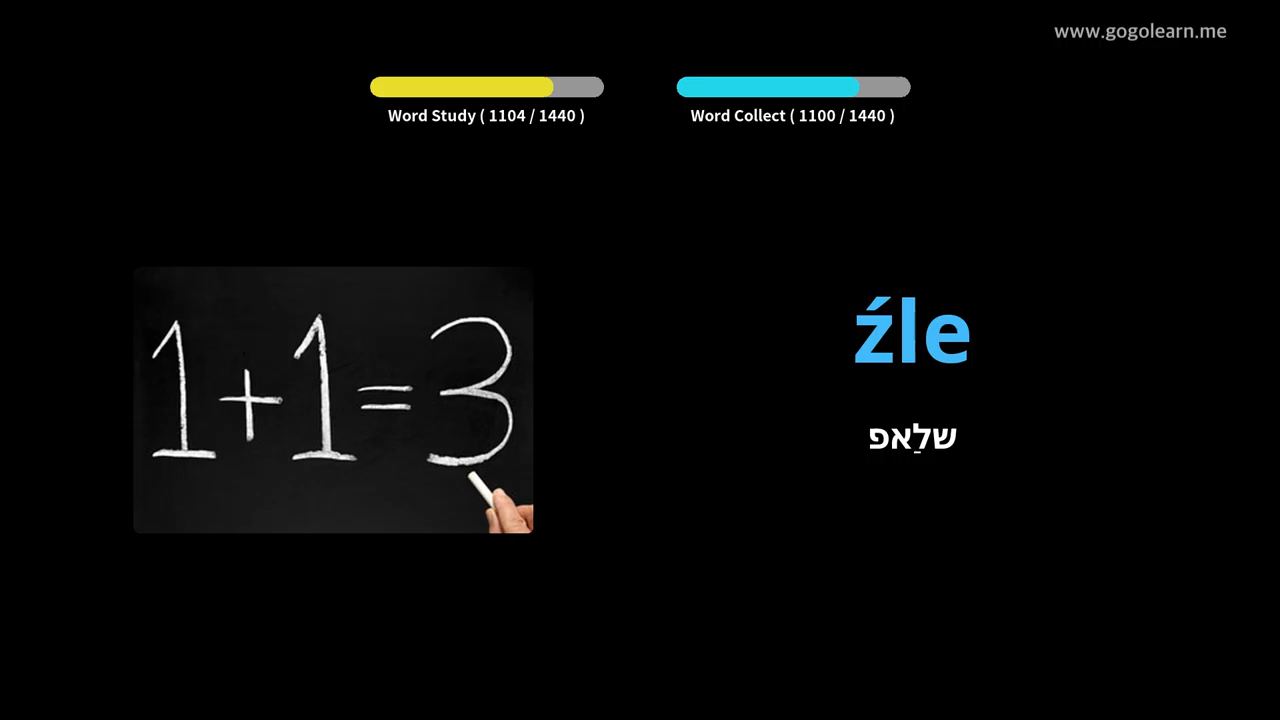 www.gogolearn.me
Word Study ( 1104 / 1440 )
Word Collect ( 1100 / 1440 )
1+1=3
źle
שלַאפ